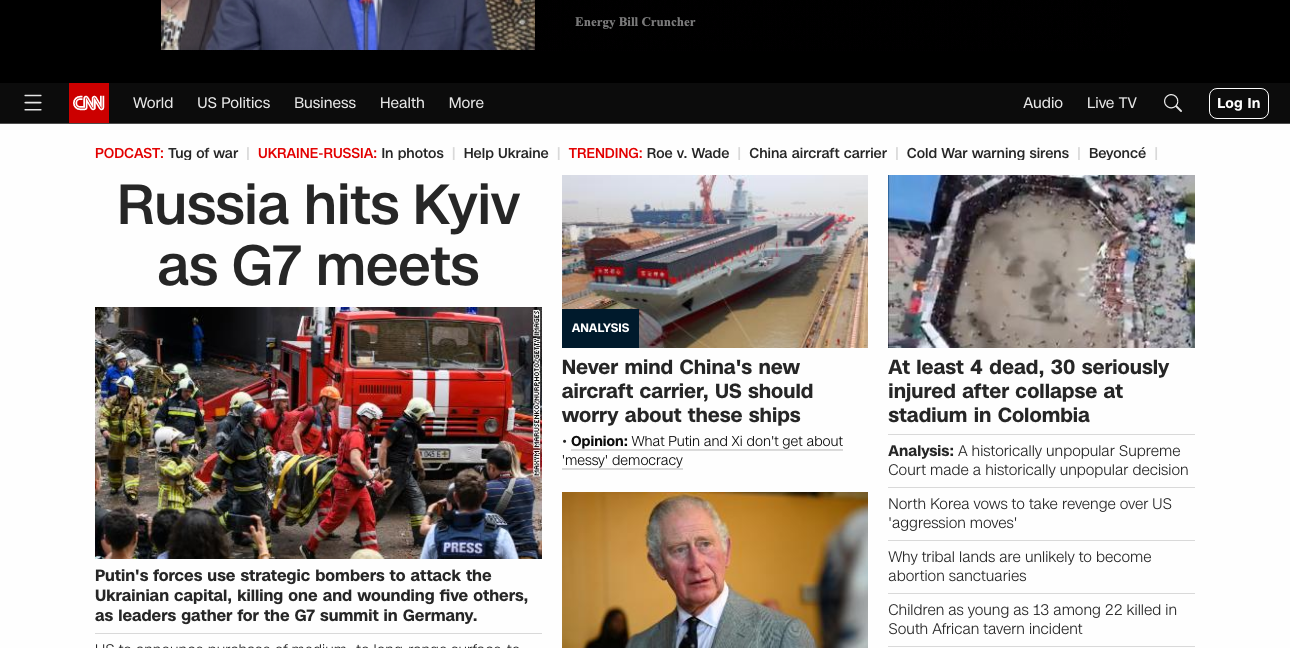 Energy Bill Cruncher
CNN World US Politics Business Health More Audio Live TV Log In
PODCAST: Tug of war | UKRAINE-RUSSIA: In photos | Help Ukraine | TRENDING: Roe v. Wade | China aircraft carrier | Cold War warning sirens | Beyoncé |
Russia hits Kyiv
as G7 meets
PRESS
Putin's forces use strategic bombers to attack the
Ukrainian capital, killing one and wounding five others,
as leaders gather for the G7 summit in Germany.
ANALYSIS
Never mind China's new
aircraft carrier, US should
worry about these ships
• Opinion: What Putin and Xi don't get about
'messy' democracy
At least 4 dead, 30 seriously
injured after collapse at
stadium in Colombia
Analysis: A historically unpopular Supreme
Court made a historically unpopular decision
North Korea vows to take revenge over US
'aggression moves'
Why tribal lands are unlikely to become
abortion sanctuaries
Children as young as 13 among 22 killed in
South African tavern incident